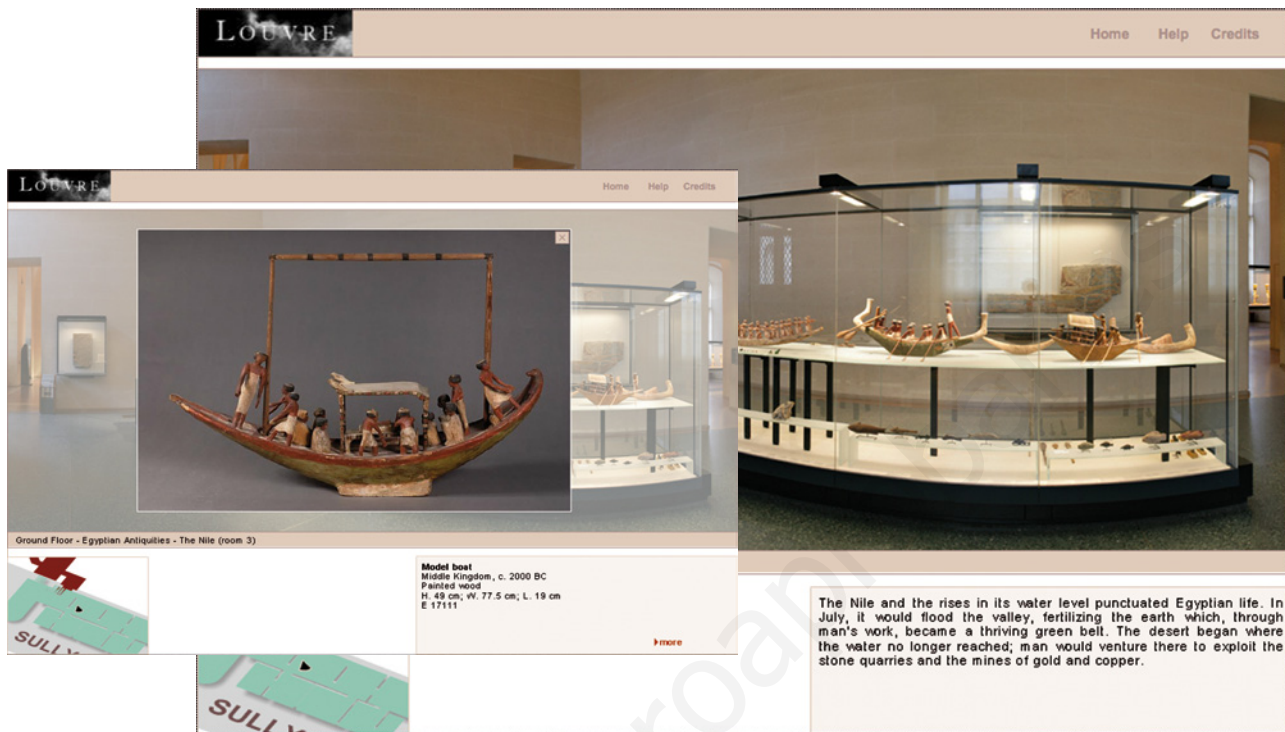 LOUVRE
Home Help Credits
LOUVRE
Home Help Credits
Ground Floor - Egyptian Antiquities - The Nile (room 3)
SULLY
Model boat
Middle Kingdom, c. 2000 BC
Painted wood
H. 49 cm; W. 77.5 cm; L. 19 cm
E 17111
more
SULLY
The Nile and the rises in its water level punctuated Egyptian life. In
July, it would flood the valley, fertilizing the earth which, through
man's work, became a thriving green belt. The desert began where
the water no longer reached; man would venture there to exploit the
stone quarries and the mines of gold and copper.